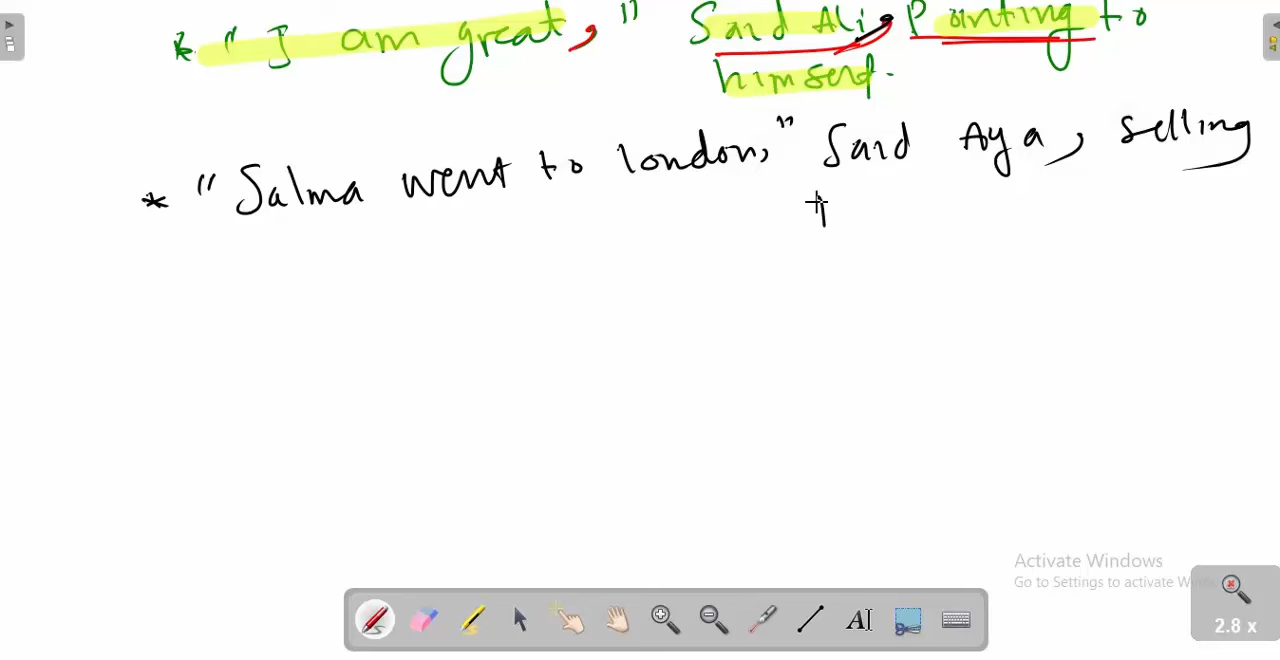 * " I am great, " Said Ali, Pointing to
himself.
* " Salma went to london, " Said Aya, selling
Activate Windows
Go to Settings to activate Windows.
2.8 x